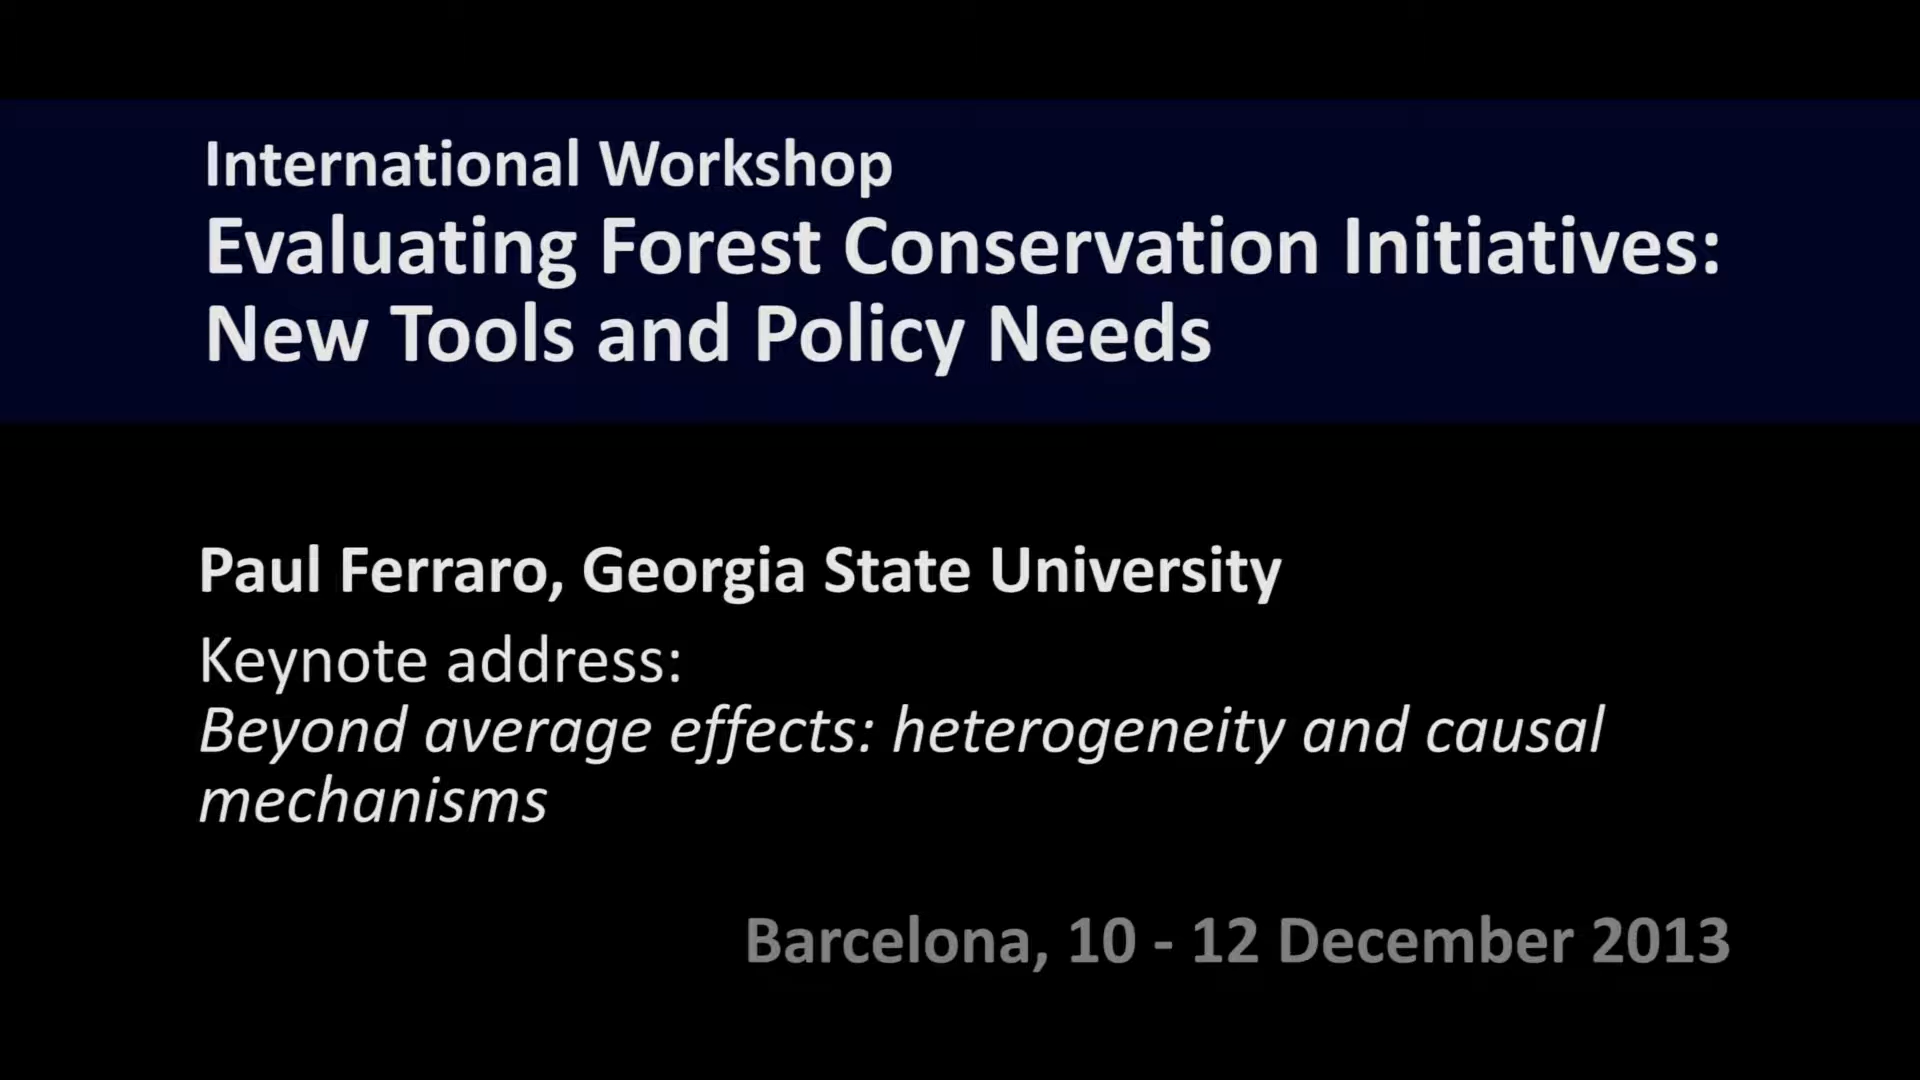 International Workshop
Evaluating Forest Conservation Initiatives:
New Tools and Policy Needs
Paul Ferraro, Georgia State University
Keynote address:
Beyond average effects: heterogeneity and causal
mechanisms
Barcelona, 10 - 12 December 2013